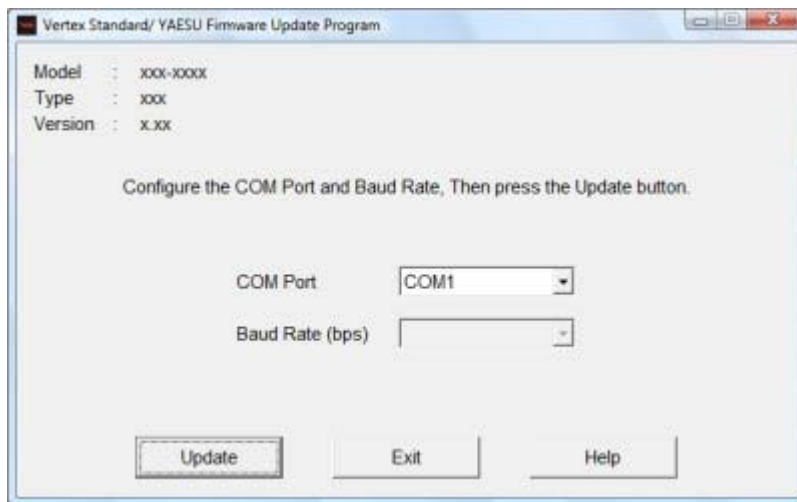 Vertex Standard/ YAESU Firmware Update Program
Model : xxx-xxxx
Type : xxx
Version : x.xx
Configure the COM Port and Baud Rate, Then press the Update button.
COM Port COM1
Baud Rate (bps)
Update Exit Help